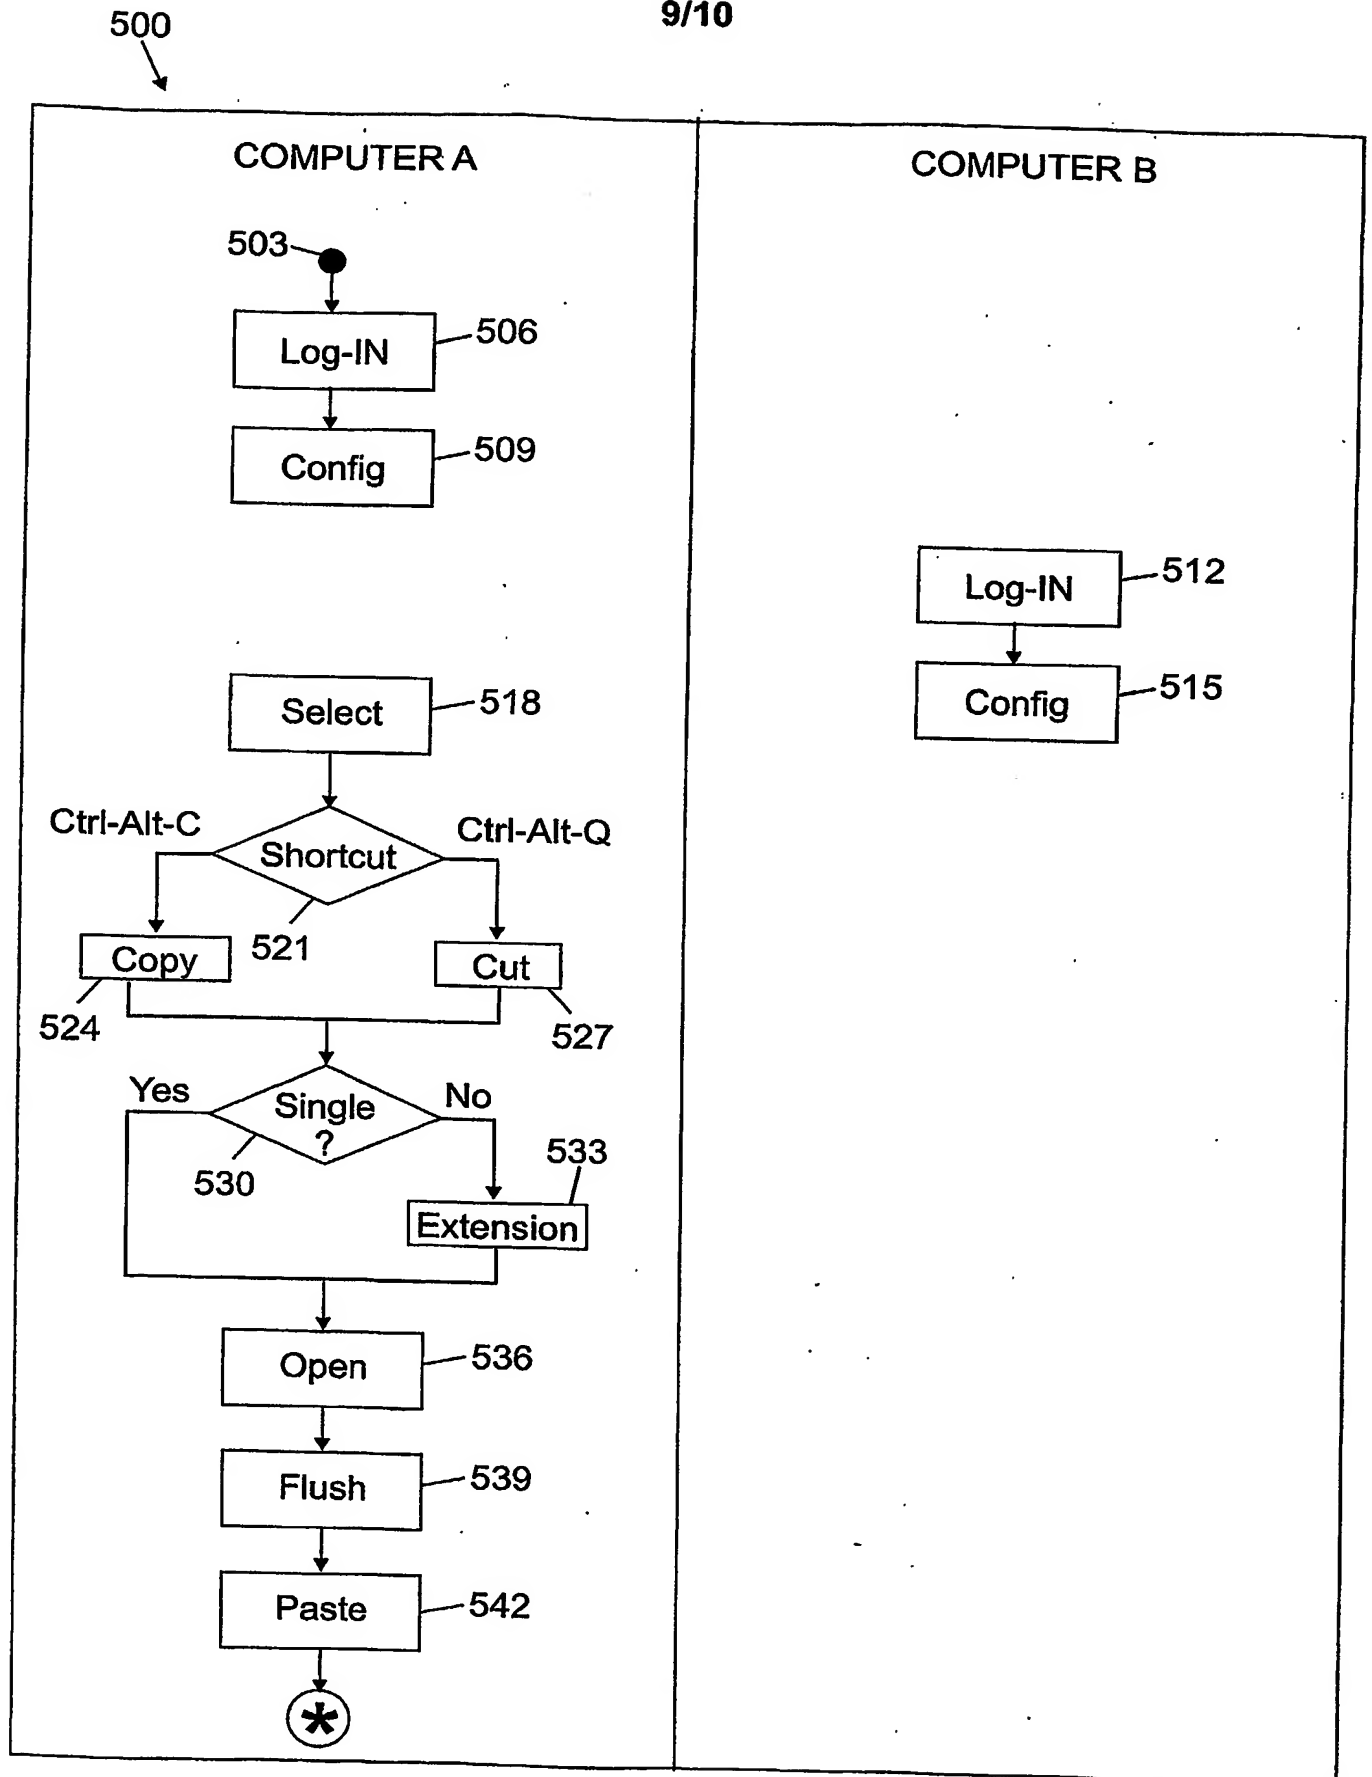 9/10
500
COMPUTER A
COMPUTER B
503
Log-IN
506
Config
509
Log-IN
512
Config
515
Select
518
Ctrl-Alt-C
Ctrl-Alt-Q
Shortcut
521
Copy
Cut
524
527
Yes
No
Single
?
530
533
Extension
Open
536
Flush
539
Paste
542
*